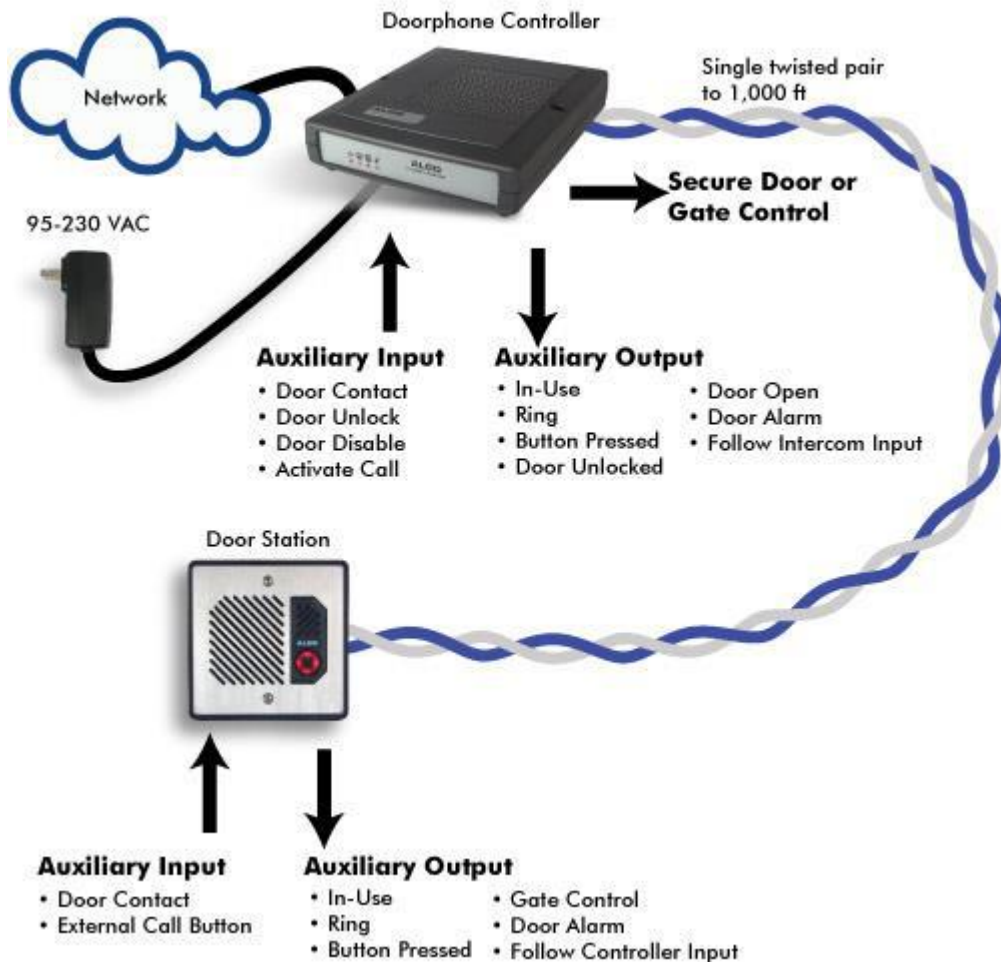 Doorphone Controller
Network
Single twisted pair
to 1,000 ft
ALGO
Secure Door or
Gate Control
95-230 VAC
Auxiliary Input
• Door Contact
• Door Unlock
• Door Disable
• Activate Call
Auxiliary Output
• In-Use
• Ring
• Button Pressed
• Door Unlocked
• Door Open
• Door Alarm
• Follow Intercom Input
Door Station
ALGO
Auxiliary Input
• Door Contact
• External Call Button
Auxiliary Output
• In-Use
• Ring
• Button Pressed
• Gate Control
• Door Alarm
• Follow Controller Input